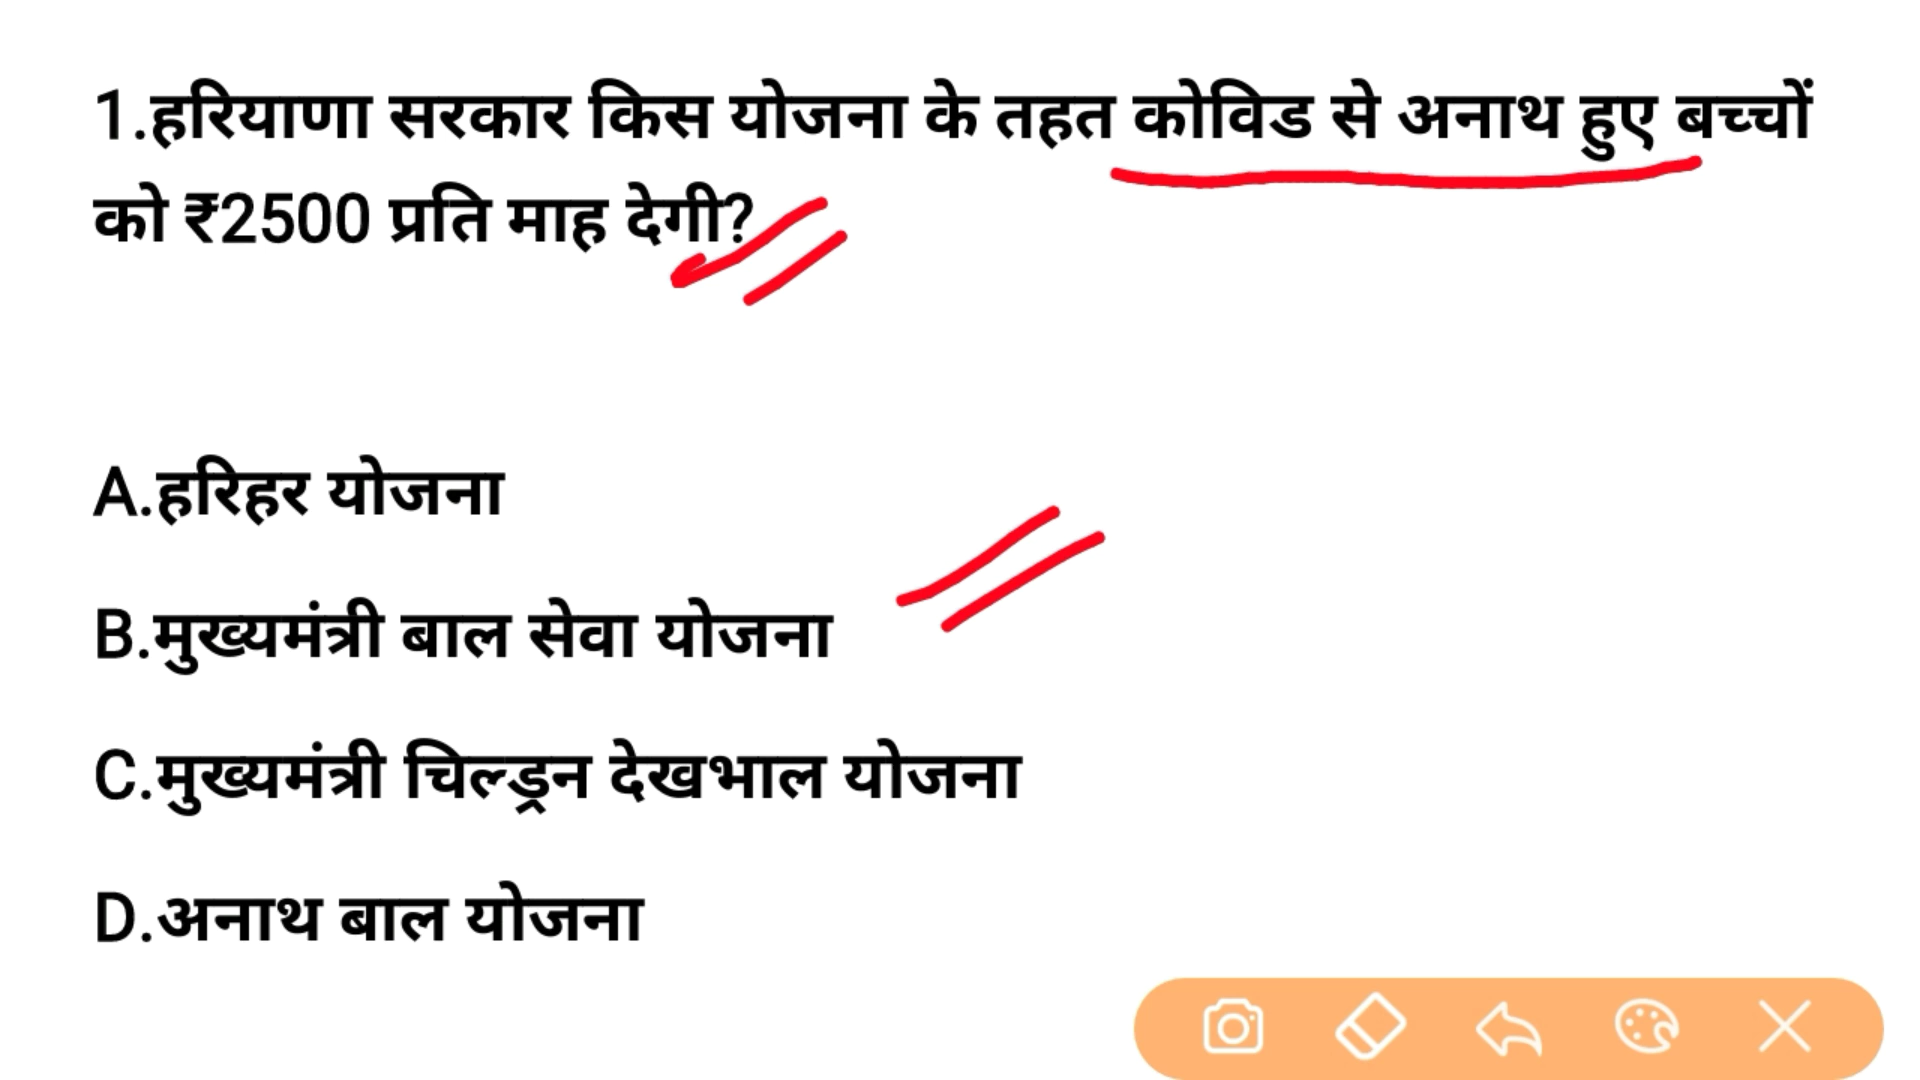 1.हरियाणा सरकार किस योजना के तहत कोविड से अनाथ हुए बच्चों
को ₹2500 प्रति माह देगी?
A.हरिहर योजना
B.मुख्यमंत्री बाल सेवा योजना
C.मुख्यमंत्री चिल्ड्रन देखभाल योजना
D.अनाथ बाल योजना